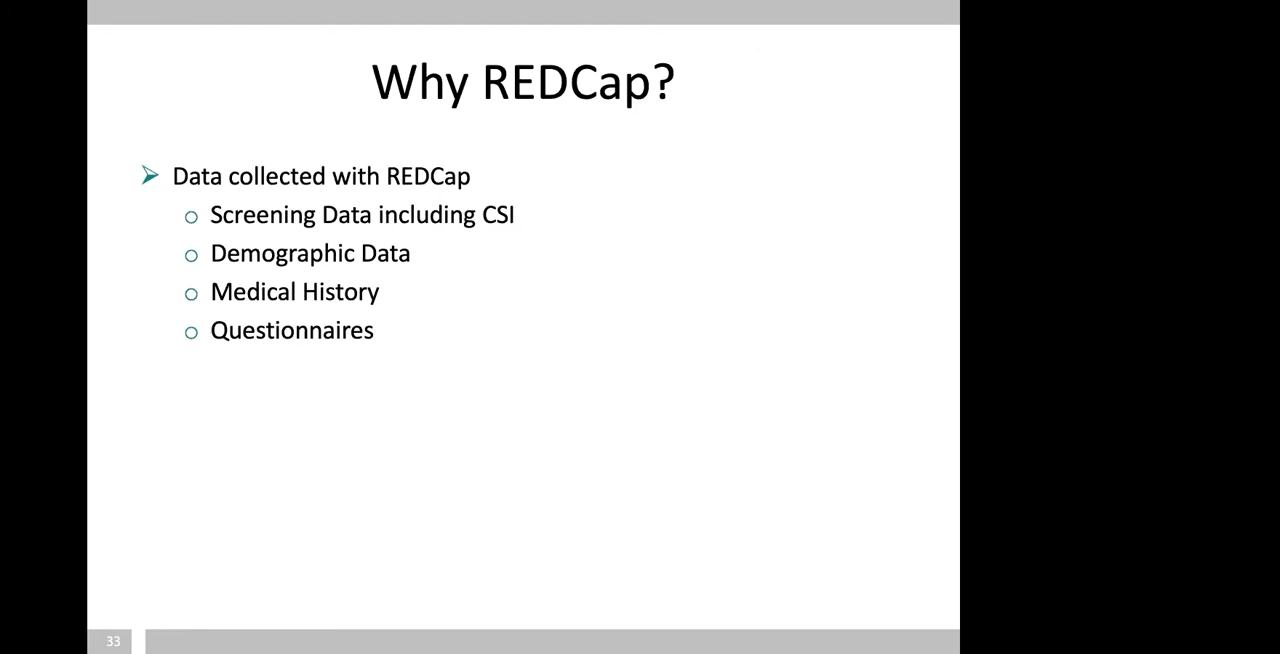 Why REDCap?
Data collected with REDCap
Screening Data including CSI
Demographic Data
Medical History
Questionnaires
33